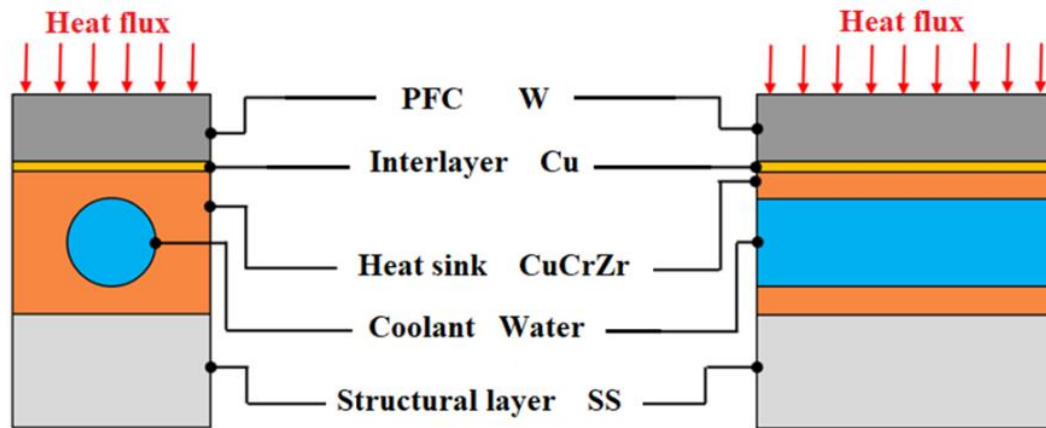 Heat flux Heat flux
PFC W
Interlayer Cu
Heat sink CuCrZr
Coolant Water
Structural layer SS